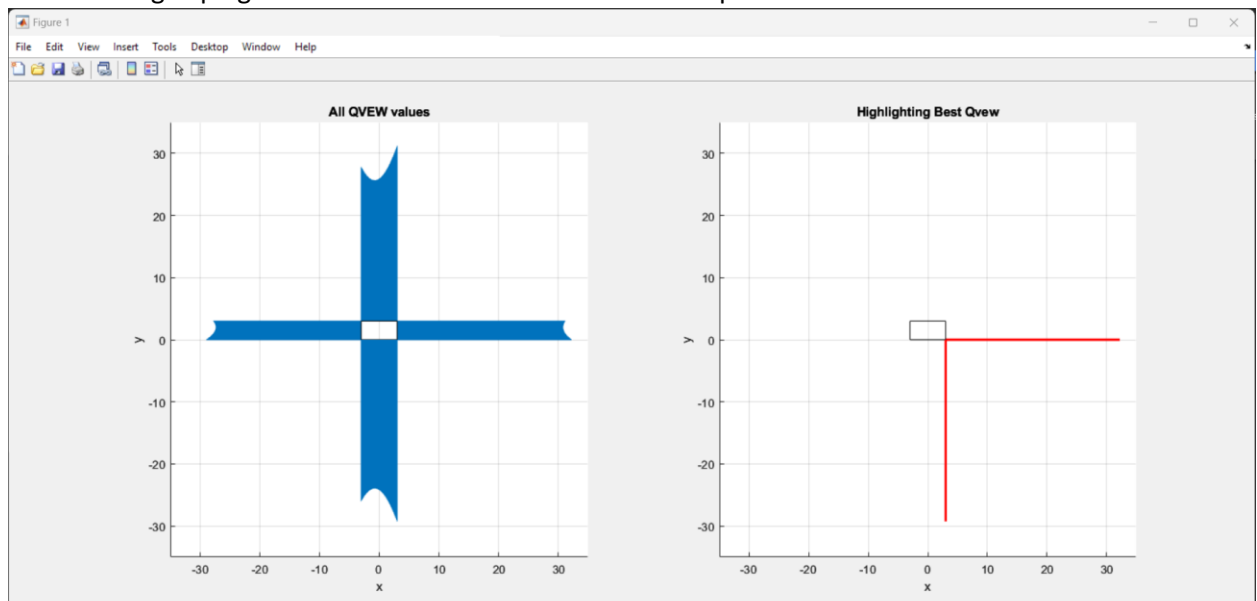 Figure 1
File Edit View Insert Tools Desktop Window Help
All QVEW values
Highlighting Best Qvew
30
20
10
0
-10
-20
-30
y
-30 -20 -10 0 10 20 30
x
30
20
10
0
-10
-20
-30
y
-30 -20 -10 0 10 20 30
x